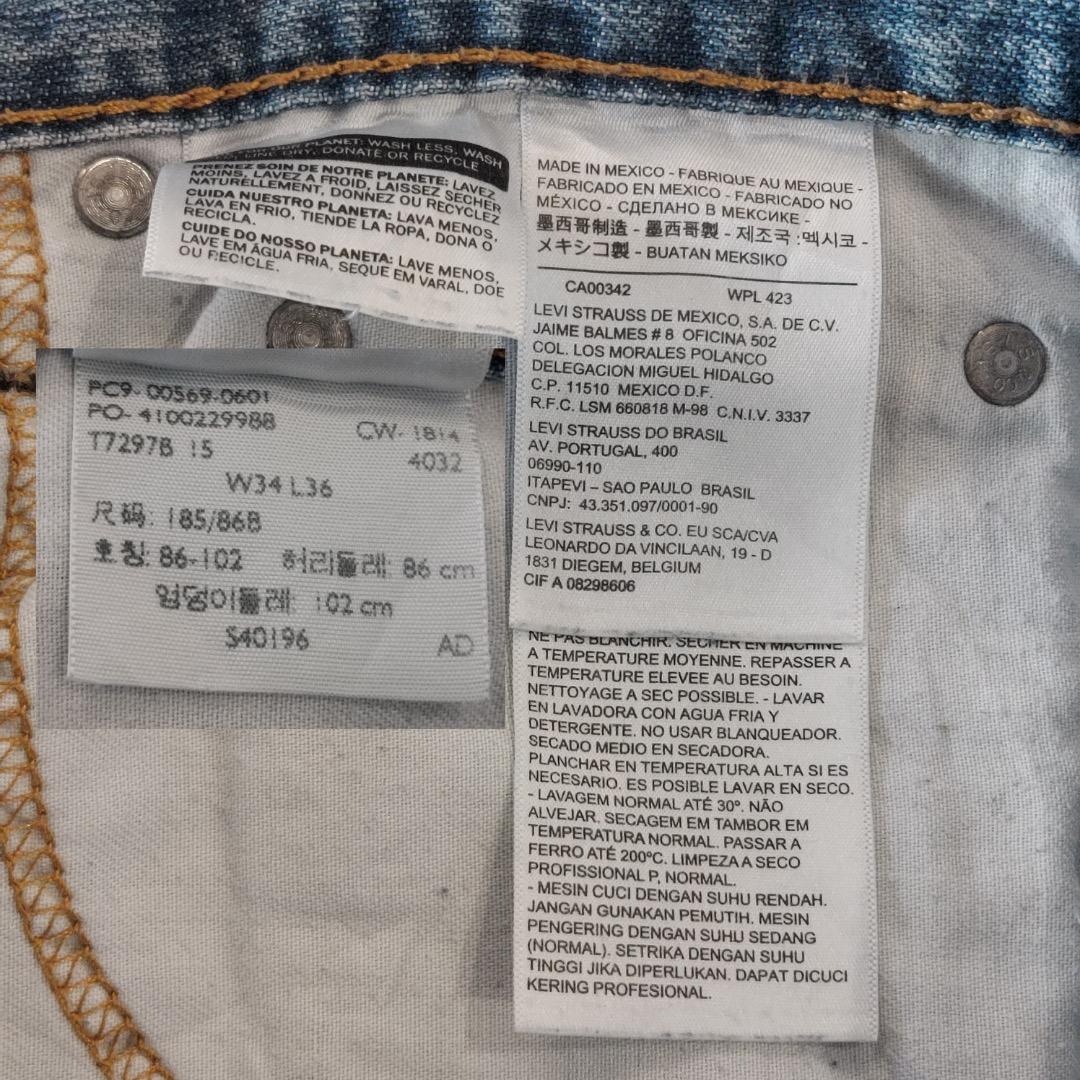 OUR PLANET: WASH LESS, WASH
LINE DRY, DONATE OR RECYCLE
PRENEZ SOIN DE NOTRE PLANETE: LAVEZ
MOINS, LAVEZ A FROID, LAISSEZ SECHER
NATURELLEMENT, DONNEZ OU RECYCLEZ
CUIDA NUESTRO PLANETA: LAVA MENOS,
LAVA EN FRIO, TIENDE LA ROPA, DONA O
RECICLA.
CUIDE DO NOSSO PLANETA: LAVE MENOS,
LAVE EM ÁGUA FRIA, SEQUE EM VARAL, DOE
OU RECICLE.
PC9-00569-0601
PO- 4100229988
CW- 1814
T7297B 15
4032
W34 L36
尺码: 185/86B
호칭: 86-102 허리둘레: 86 cm
엉덩이둘레: 102 cm
S40196
AD
MADE IN MEXICO - FABRIQUE AU MEXIQUE -
FABRICADO EN MEXICO - FABRICADO NO
MÉXICO - СДЕЛАНО В МЕКСИКЕ -
墨西哥制造 - 墨西哥製 - 제조국 :멕시코 -
メキシコ製 - BUATAN MEKSIKO
CA00342 WPL 423
LEVI STRAUSS DE MEXICO, S.A. DE C.V.
JAIME BALMES # 8 OFICINA 502
COL. LOS MORALES POLANCO
DELEGACION MIGUEL HIDALGO
C.P. 11510 MEXICO D.F.
R.F.C. LSM 660818 M-98 C.N.I.V. 3337
LEVI STRAUSS DO BRASIL
AV. PORTUGAL, 400
06990-110
ITAPEVI – SAO PAULO BRASIL
CNPJ: 43.351.097/0001-90
LEVI STRAUSS & CO. EU SCA/CVA
LEONARDO DA VINCILAAN, 19 - D
1831 DIEGEM, BELGIUM
CIF A 08298606
NE PAS BLANCHIR. SECHER EN MACHINE
A TEMPERATURE MOYENNE. REPASSER A
TEMPERATURE ELEVEE AU BESOIN.
NETTOYAGE A SEC POSSIBLE. - LAVAR
EN LAVADORA CON AGUA FRIA Y
DETERGENTE. NO USAR BLANQUEADOR.
SECADO MEDIO EN SECADORA.
PLANCHAR EN TEMPERATURA ALTA SI ES
NECESARIO. ES POSIBLE LAVAR EN SECO.
- LAVAGEM NORMAL ATÉ 30º. NÃO
ALVEJAR. SECAGEM EM TAMBOR EM
TEMPERATURA NORMAL. PASSAR A
FERRO ATÉ 200ºC. LIMPEZA A SECO
PROFISSIONAL P, NORMAL.
- MESIN CUCI DENGAN SUHU RENDAH.
JANGAN GUNAKAN PEMUTIH. MESIN
PENGERING DENGAN SUHU SEDANG
(NORMAL). SETRIKA DENGAN SUHU
TINGGI JIKA DIPERLUKAN. DAPAT DICUCI
KERING PROFESIONAL.